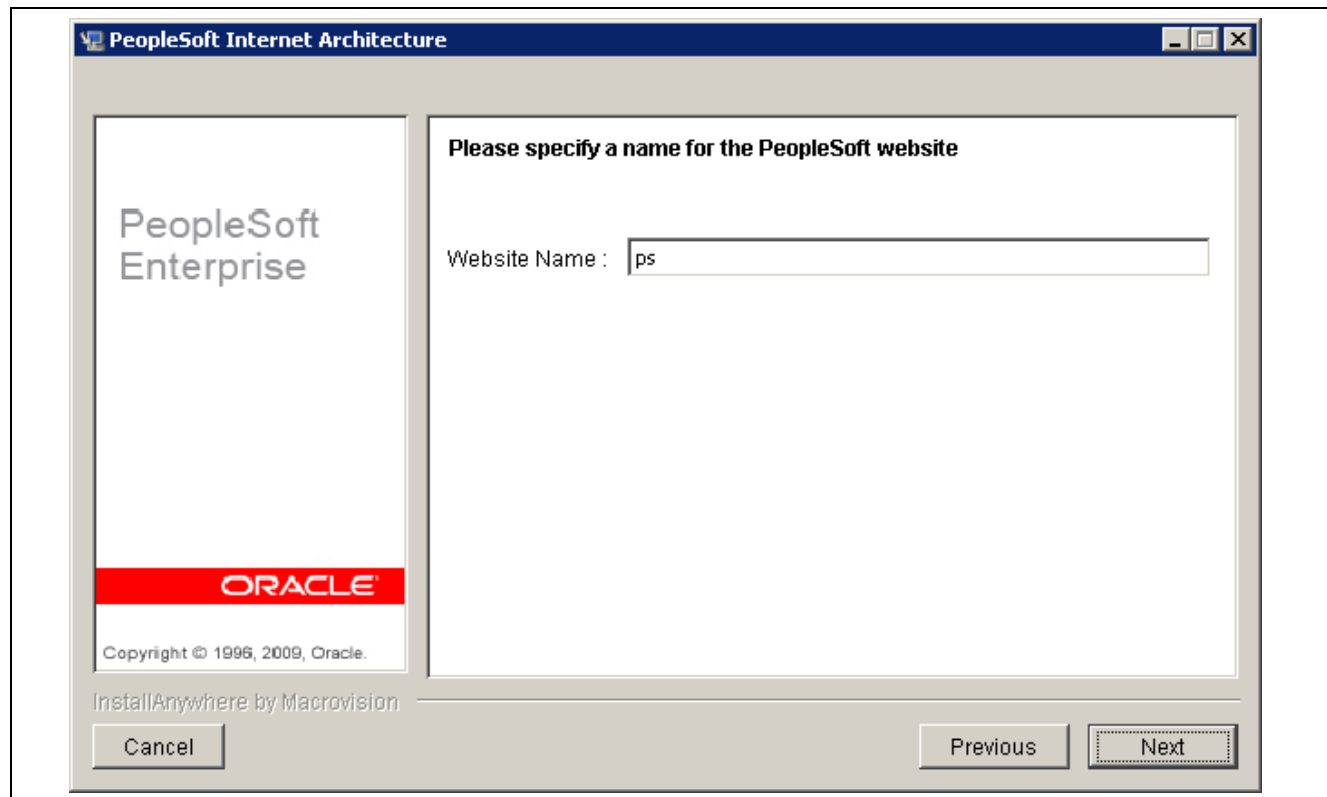 PeopleSoft Internet Architecture
PeopleSoft
Enterprise
Please specify a name for the PeopleSoft website
Website Name : ps
ORACLE
Copyright © 1996, 2009, Oracle.
InstallAnywhere by Macrovision
Cancel Previous Next